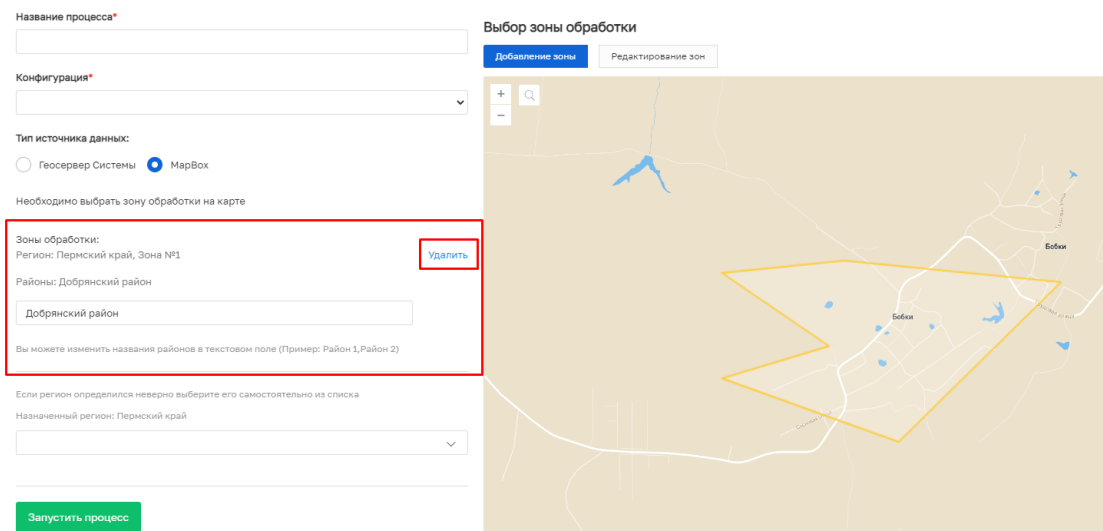 Название процесса*
Конфигурация*
Тип источника данных:
Геосервер Системы
MapBox
Необходимо выбрать зону обработки на карте
Зоны обработки:
Регион: Пермский край, Зона №1
Удалить
Районы: Добрянский район
Добрянский район
Вы можете изменить названия районов в текстовом поле (Пример: Район 1,Район 2)
Если регион определился неверно выберите его самостоятельно из списка
Назначенный регион: Пермский край
Запустить процесс
Выбор зоны обработки
Добавление зоны
Редактирование зон
+
−
Бобки
Бобки